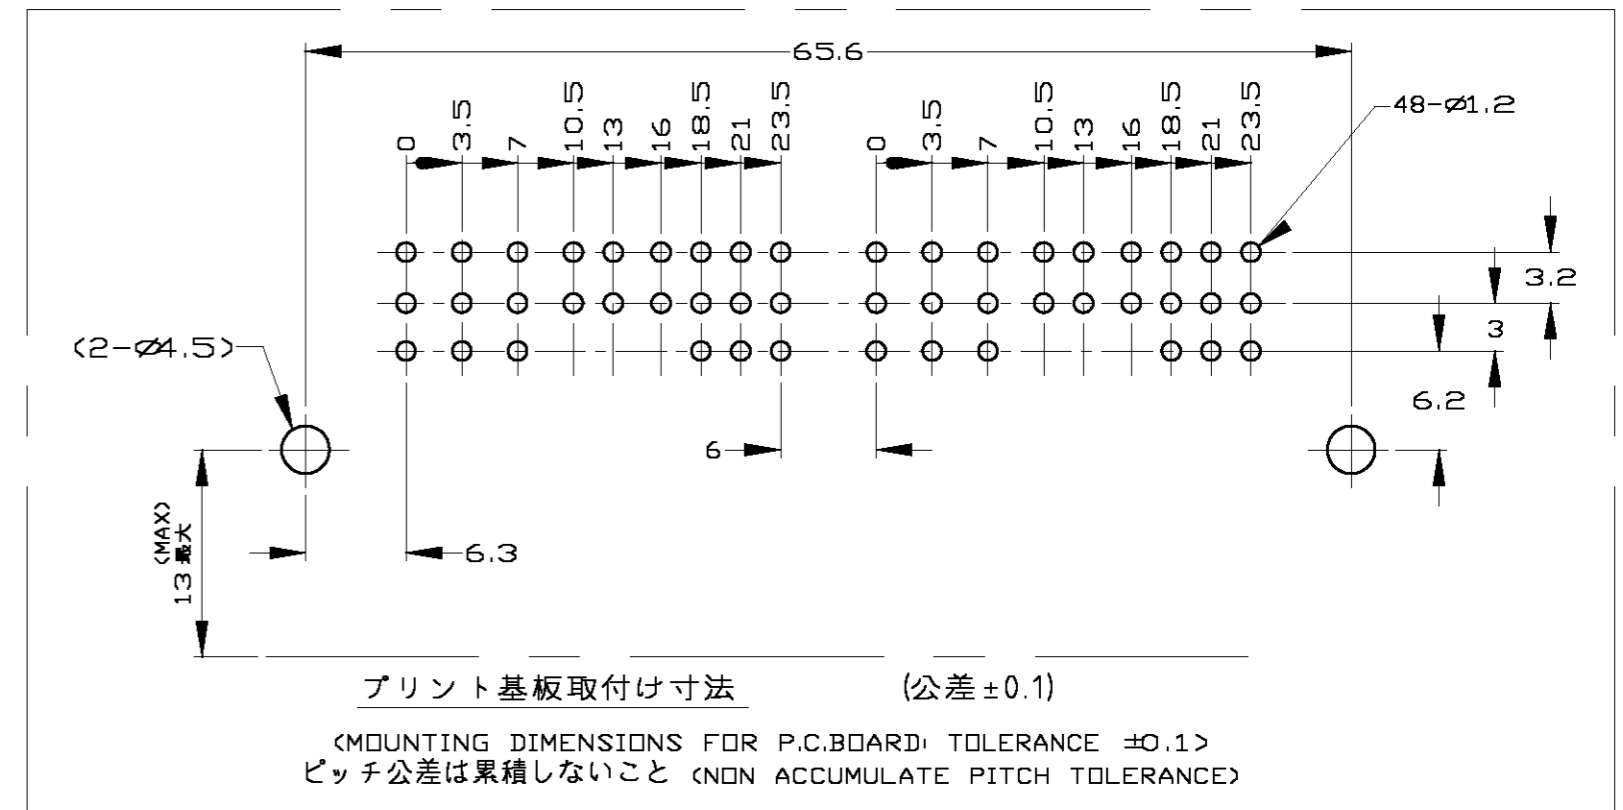 65.6
0 3.5 7 10.5 13 16 18.5 21 23.5 0 3.5 7 10.5 13 16 18.5 21 23.5
48-Ø1.2
3.2
3
(2-Ø4.5)
6.2
6
6.3
(MAX)
13最大
プリント基板取付け寸法 (公差±0.1)
(MOUNTING DIMENSIONS FOR P.C.BOARD: TOLERANCE ±0.1)
ピッチ公差は累積しないこと (NON ACCUMULATE PITCH TOLERANCE)